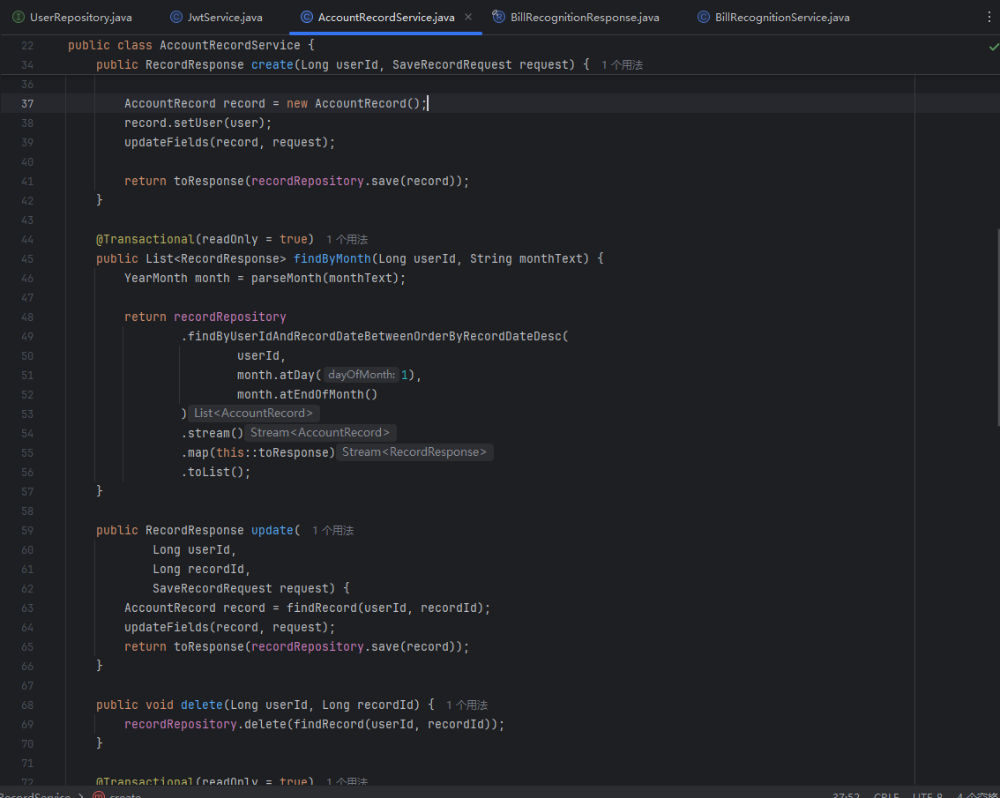 UserRepository.java JwtService.java AccountRecordService.java BillRecognitionResponse.java BillRecognitionService.java
22 public class AccountRecordService {
34 public RecordResponse create(Long userId, SaveRecordRequest request) { 1 个用法
36
37 AccountRecord record = new AccountRecord();
38 record.setUser(user);
39 updateFields(record, request);
40
41 return toResponse(recordRepository.save(record));
42 }
43
44 @Transactional(readOnly = true) 1 个用法
45 public List<RecordResponse> findByMonth(Long userId, String monthText) {
46 YearMonth month = parseMonth(monthText);
47
48 return recordRepository
49 .findByUserIdAndRecordDateBetweenOrderByRecordDateDesc(
50 userId,
51 month.atDay( dayOfMonth: 1),
52 month.atEndOfMonth()
53 ) List<AccountRecord>
54 .stream() Stream<AccountRecord>
55 .map(this::toResponse) Stream<RecordResponse>
56 .toList();
57 }
58
59 public RecordResponse update( 1 个用法
60 Long userId,
61 Long recordId,
62 SaveRecordRequest request) {
63 AccountRecord record = findRecord(userId, recordId);
64 updateFields(record, request);
65 return toResponse(recordRepository.save(record));
66 }
67
68 public void delete(Long userId, Long recordId) { 1 个用法
69 recordRepository.delete(findRecord(userId, recordId));
70 }
71
72 @Transactional(readOnly = true) 1 个用法
RecordService > m create 37:52 CRLF UTF-8 4 个空格